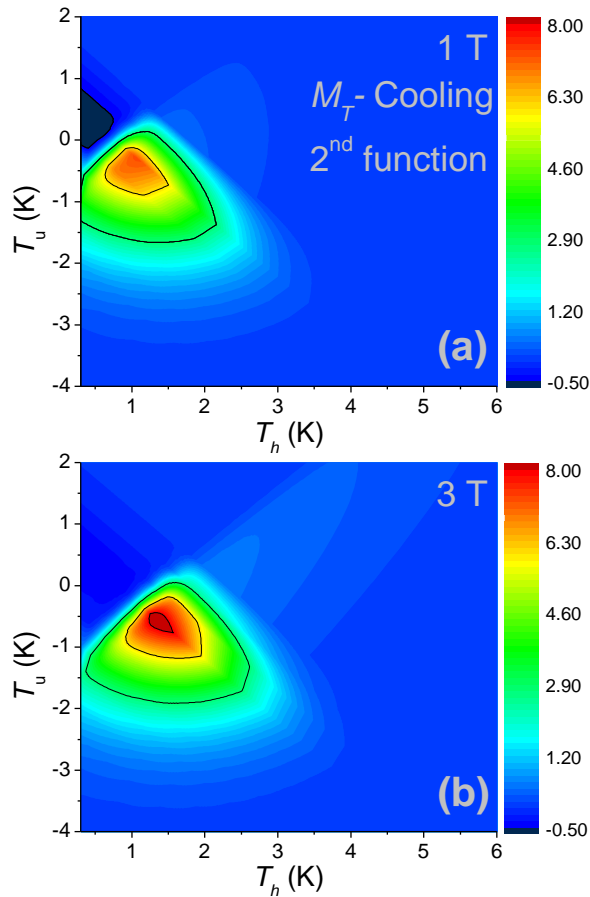 2
1
0
-1
-2
-3
-4
1 2 3 4 5 6
T_u (K)
T_h (K)
1 T
M_T- Cooling
2^nd function
(a)
8.00
6.30
4.60
2.90
1.20
-0.50
2
1
0
-1
-2
-3
-4
1 2 3 4 5 6
T_u (K)
T_h (K)
3 T
(b)
8.00
6.30
4.60
2.90
1.20
-0.50